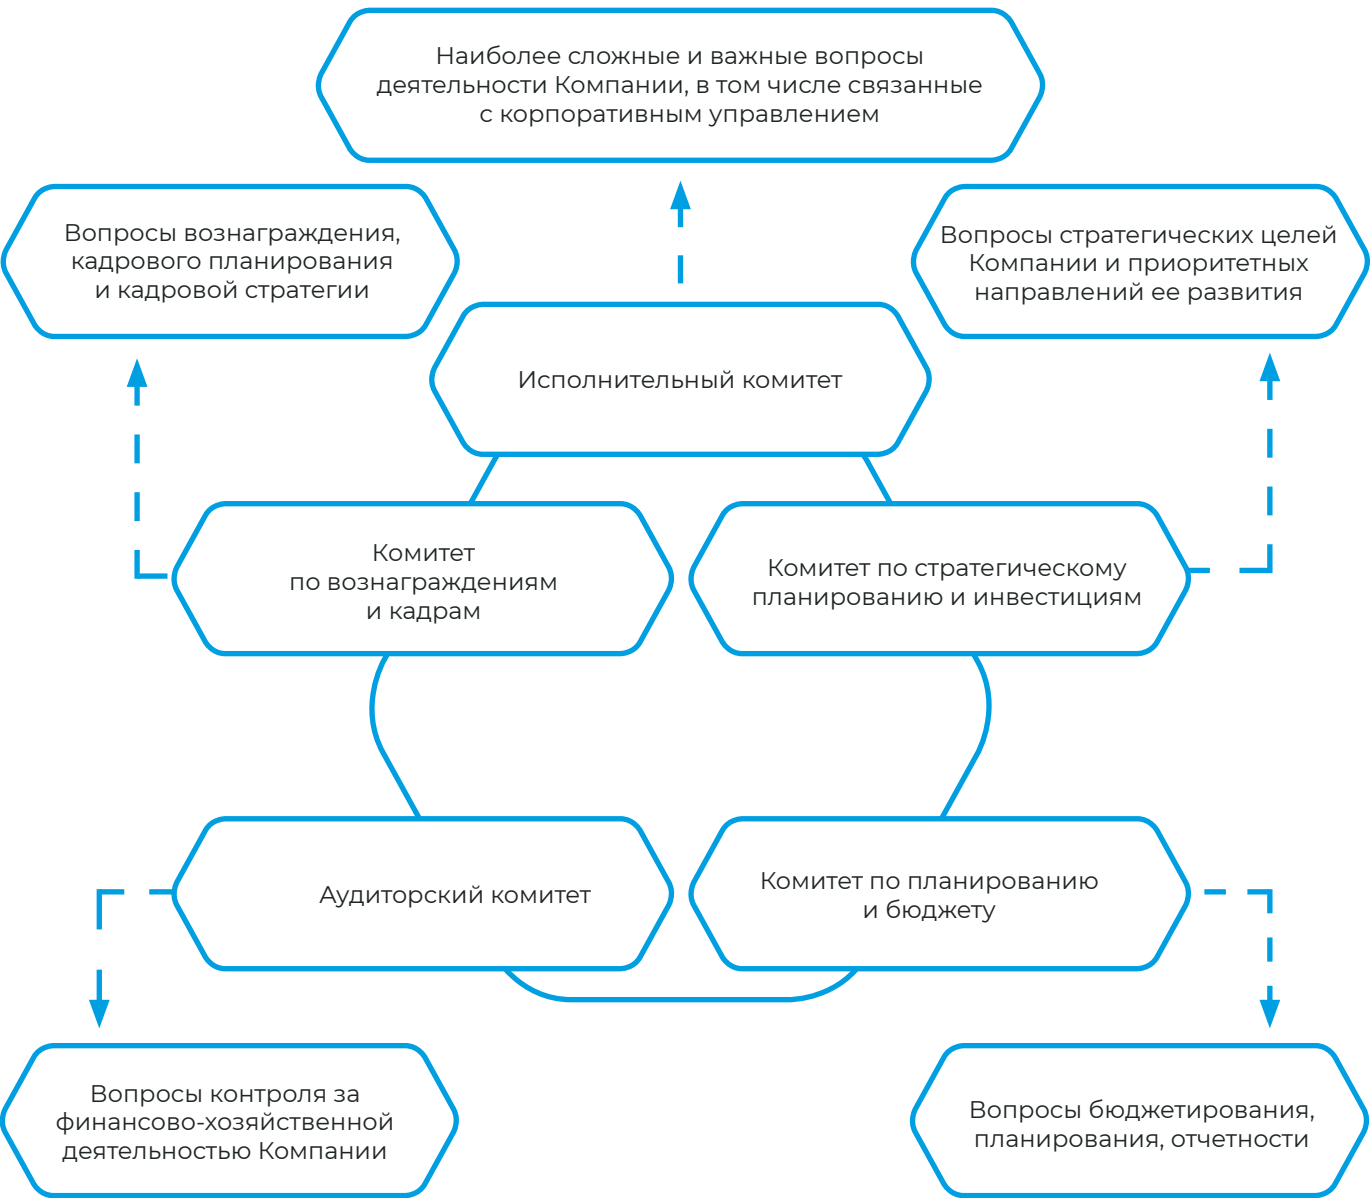 Наиболее сложные и важные вопросы
деятельности Компании, в том числе связанные
с корпоративным управлением
Вопросы вознаграждения,
кадрового планирования
и кадровой стратегии
Вопросы стратегических целей
Компании и приоритетных
направлений ее развития
Исполнительный комитет
Комитет
по вознаграждениям
и кадрам
Комитет по стратегическому
планированию и инвестициям
Аудиторский комитет
Комитет по планированию
и бюджету
Вопросы контроля за
финансово-хозяйственной
деятельностью Компании
Вопросы бюджетирования,
планирования, отчетности